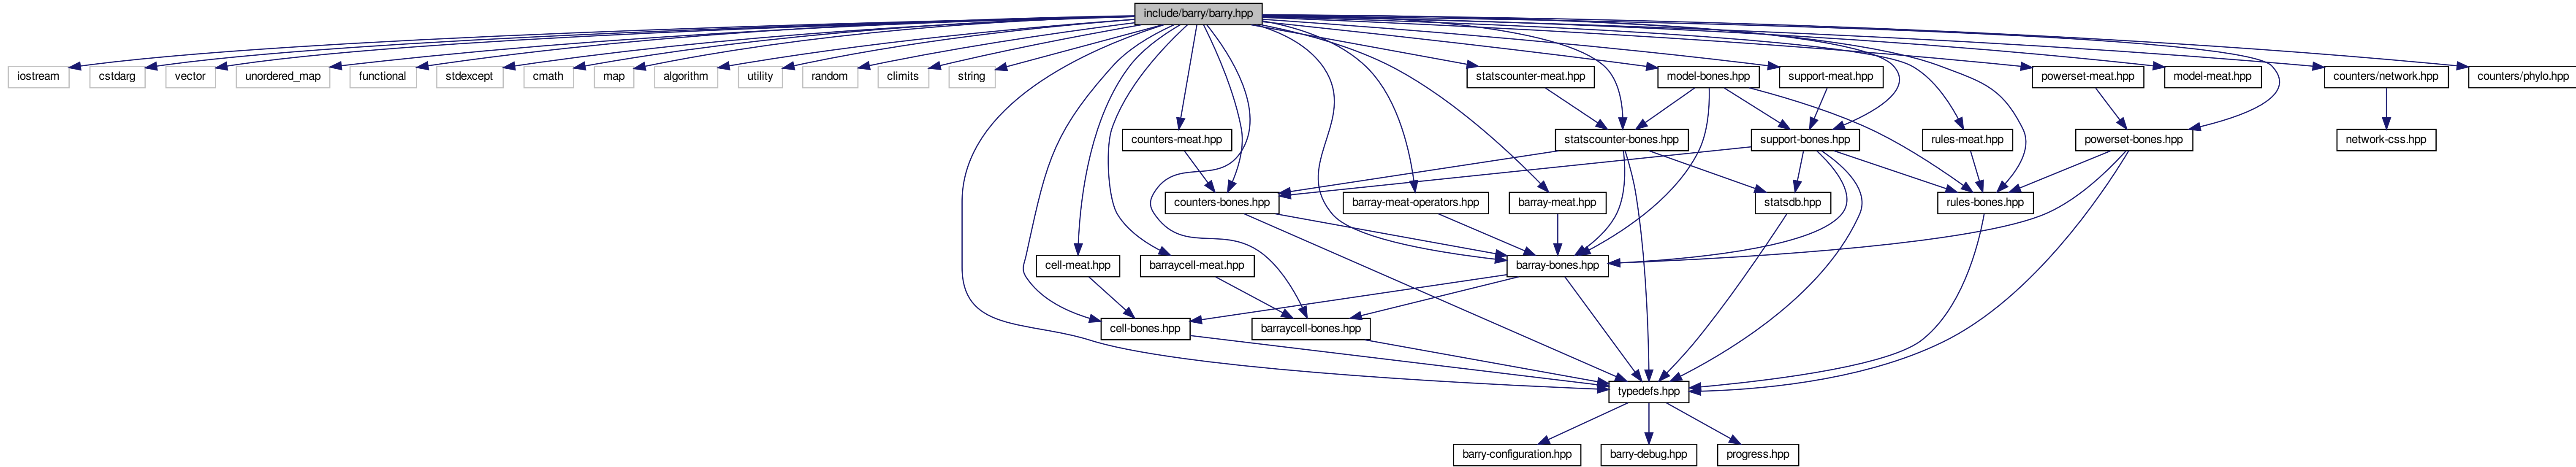 include/barry/barry.hpp
iostream
cstdarg
vector
unordered_map
functional
stdexcept
cmath
map
algorithm
utility
random
climits
string
statscounter-meat.hpp
model-bones.hpp
support-meat.hpp
powerset-meat.hpp
model-meat.hpp
counters/network.hpp
counters/phylo.hpp
counters-meat.hpp
statscounter-bones.hpp
support-bones.hpp
rules-meat.hpp
powerset-bones.hpp
network-css.hpp
counters-bones.hpp
barray-meat-operators.hpp
barray-meat.hpp
statsdb.hpp
rules-bones.hpp
cell-meat.hpp
barraycell-meat.hpp
barray-bones.hpp
cell-bones.hpp
barraycell-bones.hpp
typedefs.hpp
barry-configuration.hpp
barry-debug.hpp
progress.hpp